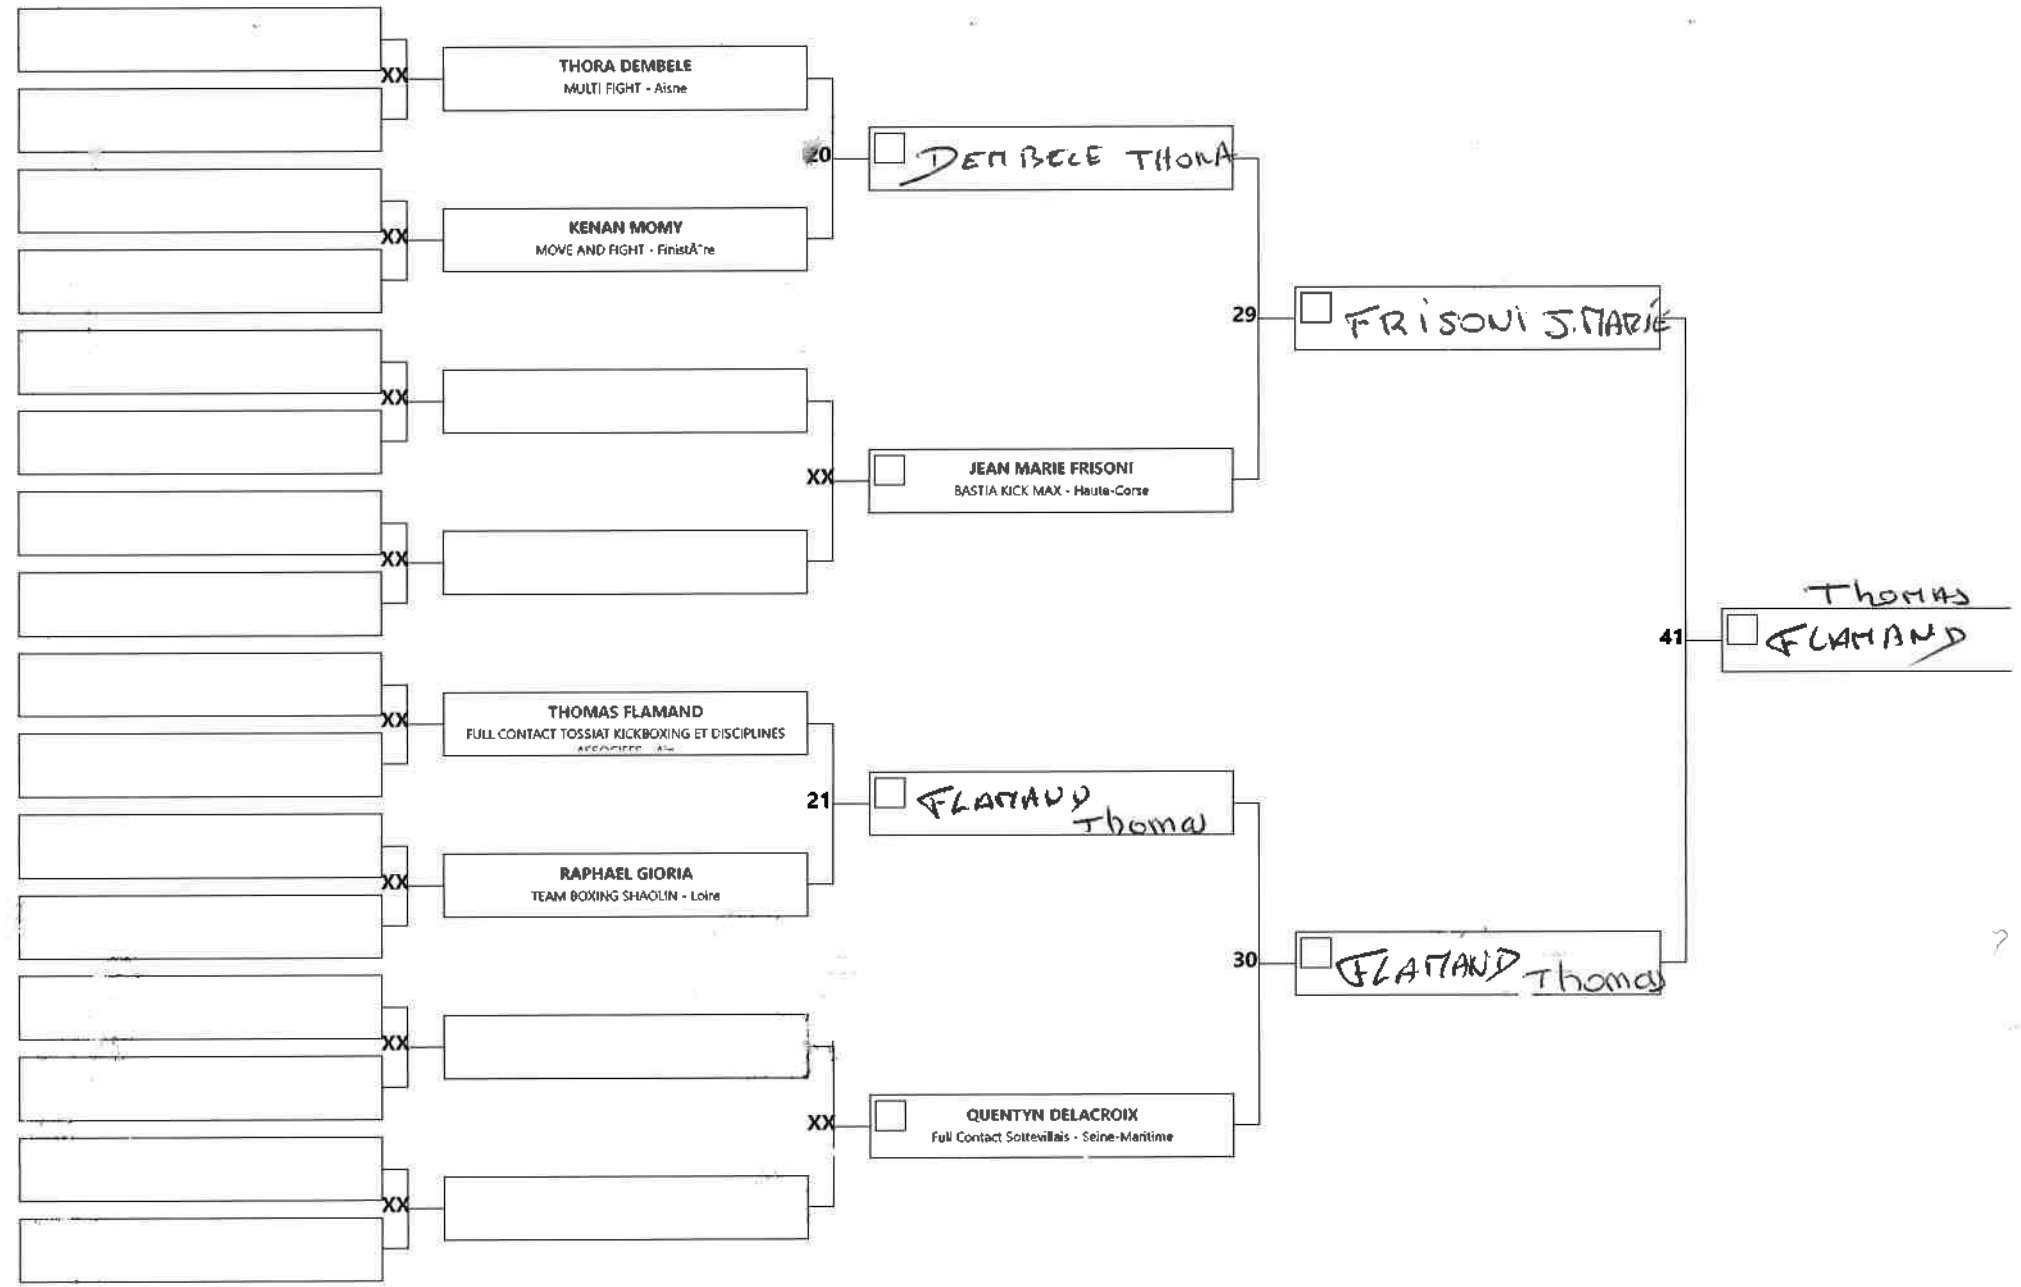 XX
THORA DEMBELE
MULTI FIGHT - Aisne
20
DEMBELE THORA
XX
KENAN MOMY
MOVE AND FIGHT - FinistÃ¨re
29
FRISONI J.MARIE
XX
XX
JEAN MARIE FRISONI
BASTIA KICK MAX - Haute-Corse
XX
41
Thomas
FLAMAND
XX
THOMAS FLAMAND
FULL CONTACT TOSSIAT KICKBOXING ET DISCIPLINES
21
FLAMAND
Thomas
XX
RAPHAEL GIORIA
TEAM BOXING SHAOLIN - Loire
30
FLAMAND Thomas
XX
XX
QUENTYN DELACROIX
Full Contact Sottevillais - Seine-Maritime
XX